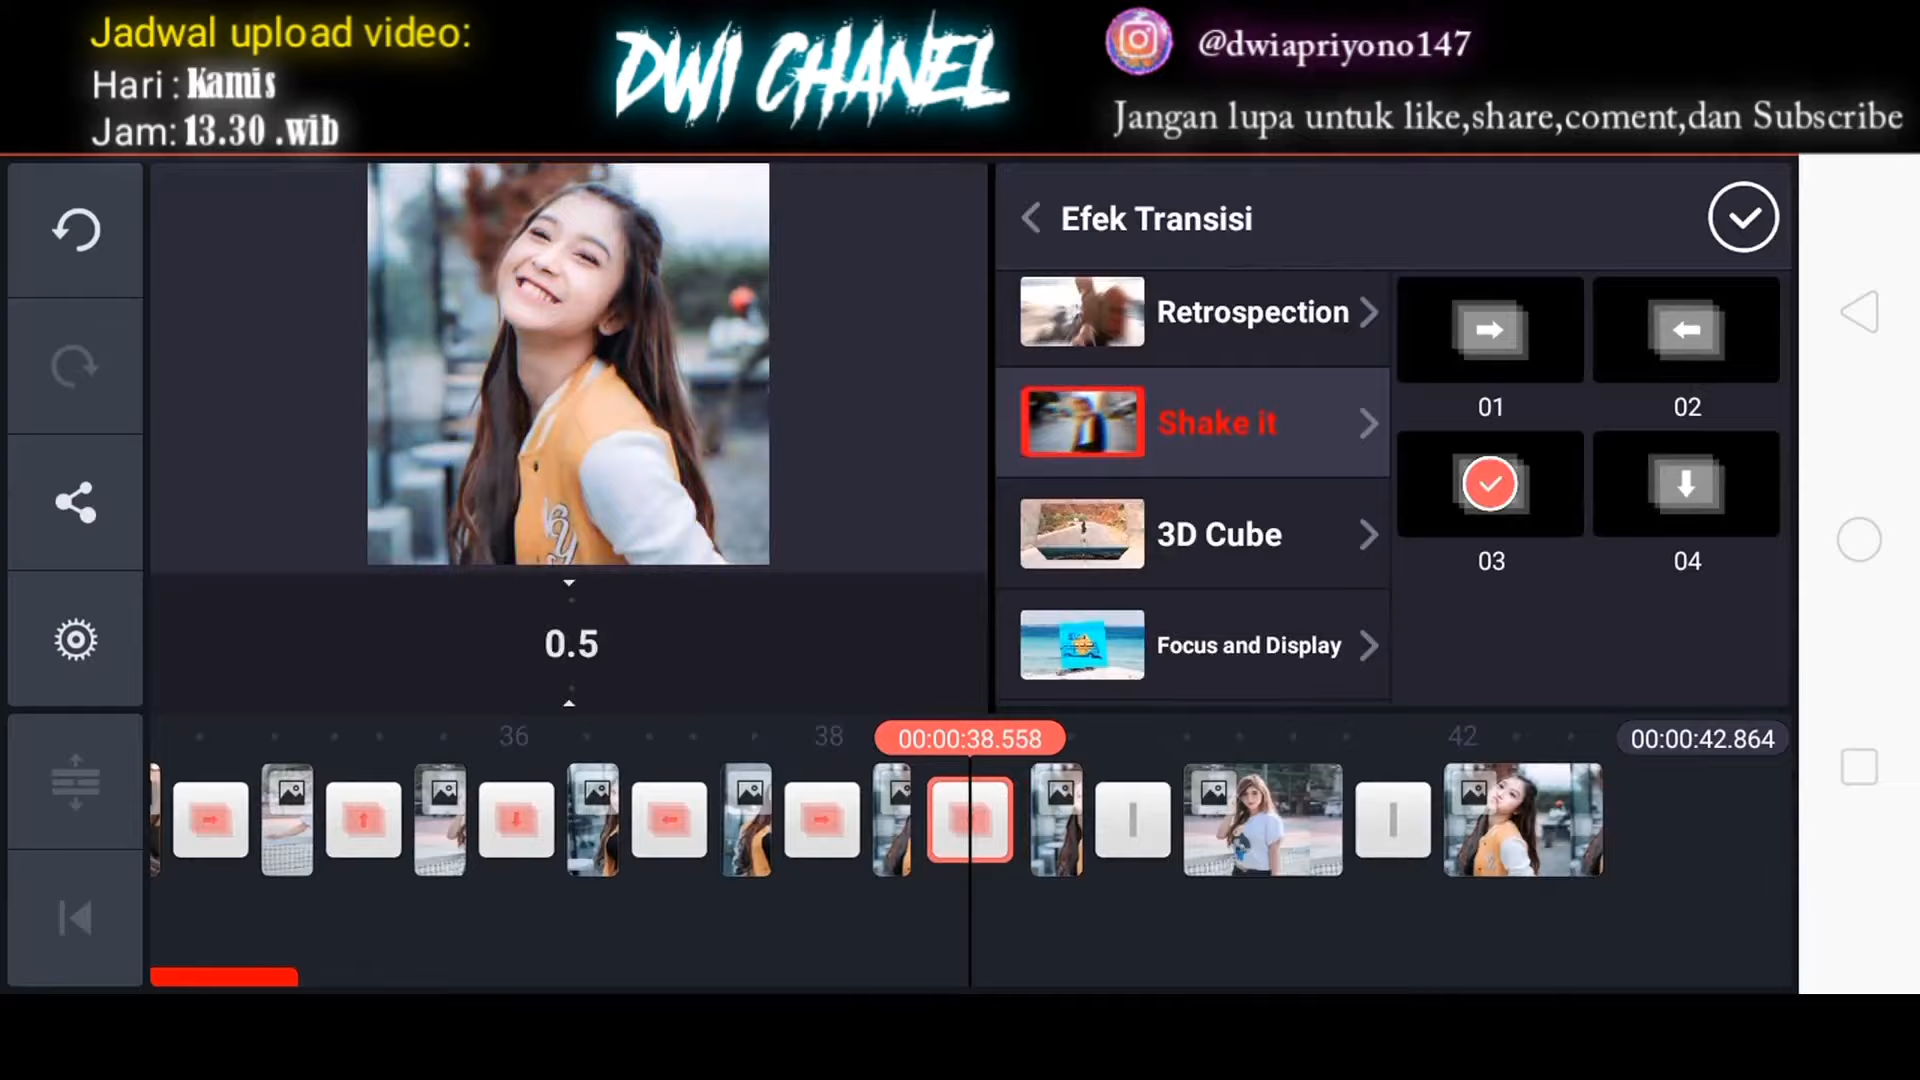 Jadwal upload video:
Hari : Kamis
Jam: 13.30 .wib
DWI CHANEL
@dwiapriyono147
Jangan lupa untuk like,share,coment,dan Subscribe
Efek Transisi
Retrospection
Shake it
3D Cube
Focus and Display
01
02
03
04
0.5
36
38
00:00:38.558
42
00:00:42.864